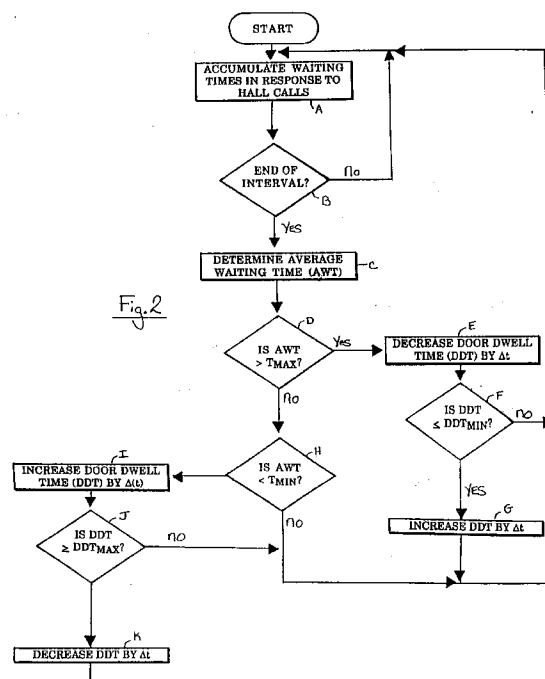 START
ACCUMULATE WAITING
TIMES IN RESPONSE TO
HALL CALLS
A
END OF
INTERVAL?
no
B
Yes
DETERMINE AVERAGE
WAITING TIME (AWT)
C
Fig. 2
D
IS AWT
> TMAX?
Yes
no
E
DECREASE DOOR DWELL
TIME (DDT) BY Δt
F
IS DDT
≤ DDTMIN?
no
YES
G
INCREASE DDT BY Δt
H
IS AWT
< TMIN?
no
I
INCREASE DOOR DWELL
TIME (DDT) BY Δ(t)
J
IS DDT
≥ DDTMAX?
no
K
DECREASE DDT BY Δt